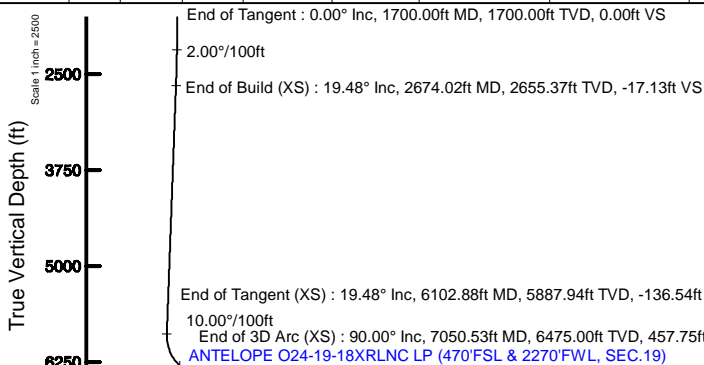 End of Tangent : 0.00° Inc, 1700.00ft MD, 1700.00ft TVD, 0.00ft VS
Scale 1 inch = 2500
2.00°/100ft
2500
End of Build (XS) : 19.48° Inc, 2674.02ft MD, 2655.37ft TVD, -17.13ft VS
True Vertical Depth (ft)
3750
5000
End of Tangent (XS) : 19.48° Inc, 6102.88ft MD, 5887.94ft TVD, -136.54ft
10.00°/100ft
End of 3D Arc (XS) : 90.00° Inc, 7050.53ft MD, 6475.00ft TVD, 457.75ft
ANTELOPE O24-19-18XRLNC LP (470'FSL & 2270'FWL, SEC.19)
6250